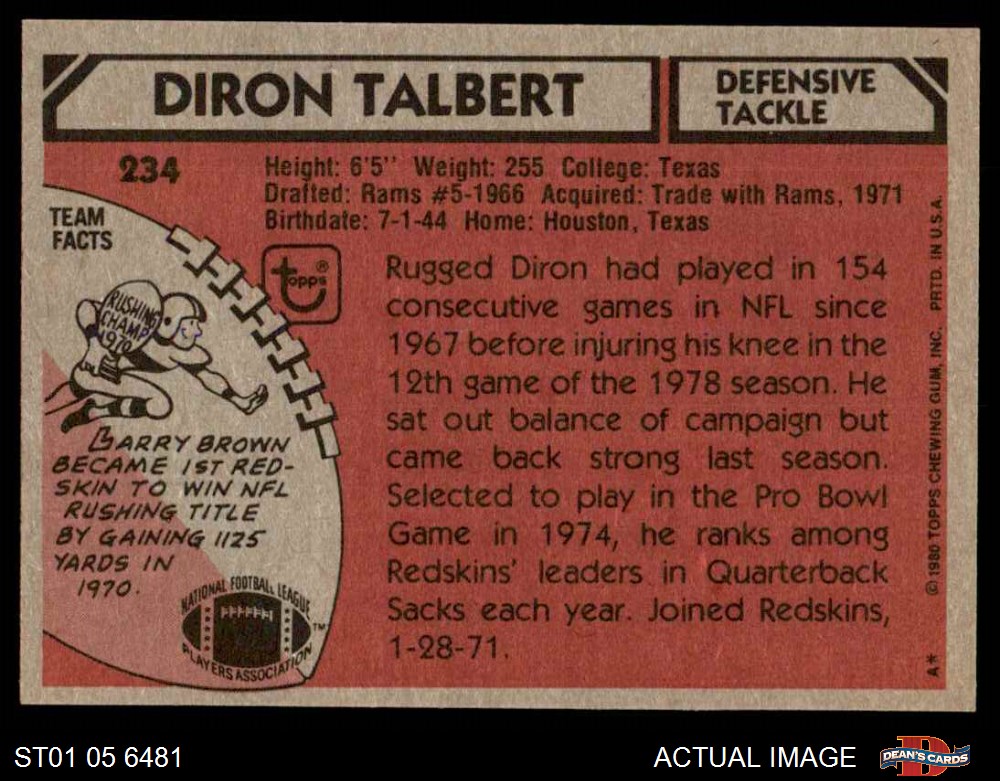 DIRON TALBERT
DEFENSIVE
TACKLE
234
Height: 6'5'' Weight: 255 College: Texas
Drafted: Rams #5-1966 Acquired: Trade with Rams, 1971
Birthdate: 7-1-44 Home: Houston, Texas
TEAM
FACTS
topps®
RUSHING
CHAMP
1970
LARRY BROWN
BECAME 1ST RED-
SKIN TO WIN NFL
RUSHING TITLE
BY GAINING 1125
YARDS IN
1970.
NATIONAL FOOTBALL LEAGUE
PLAYERS ASSOCIATION
TM
Rugged Diron had played in 154
consecutive games in NFL since
1967 before injuring his knee in the
12th game of the 1978 season. He
sat out balance of campaign but
came back strong last season.
Selected to play in the Pro Bowl
Game in 1974, he ranks among
Redskins' leaders in Quarterback
Sacks each year. Joined Redskins,
1-28-71.
A* © 1980 TOPPS CHEWING GUM, INC. PRTD. IN U.S.A.
ST01 05 6481
ACTUAL IMAGE
DEAN'S CARDS